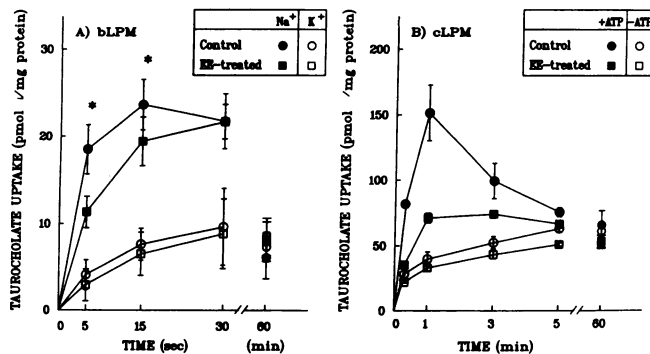 A) bLPM
Na+ K+
Control
EE-treated
TAUROCHOLATE UPTAKE (pmol /mg protein)
30
20
10
0
0 5 15 30 60
TIME (sec) (min)
B) cLPM
+ATP -ATP
Control
EE-treated
TAUROCHOLATE UPTAKE (pmol /mg protein)
200
150
100
50
0
0 1 3 5 60
TIME (min)
* *